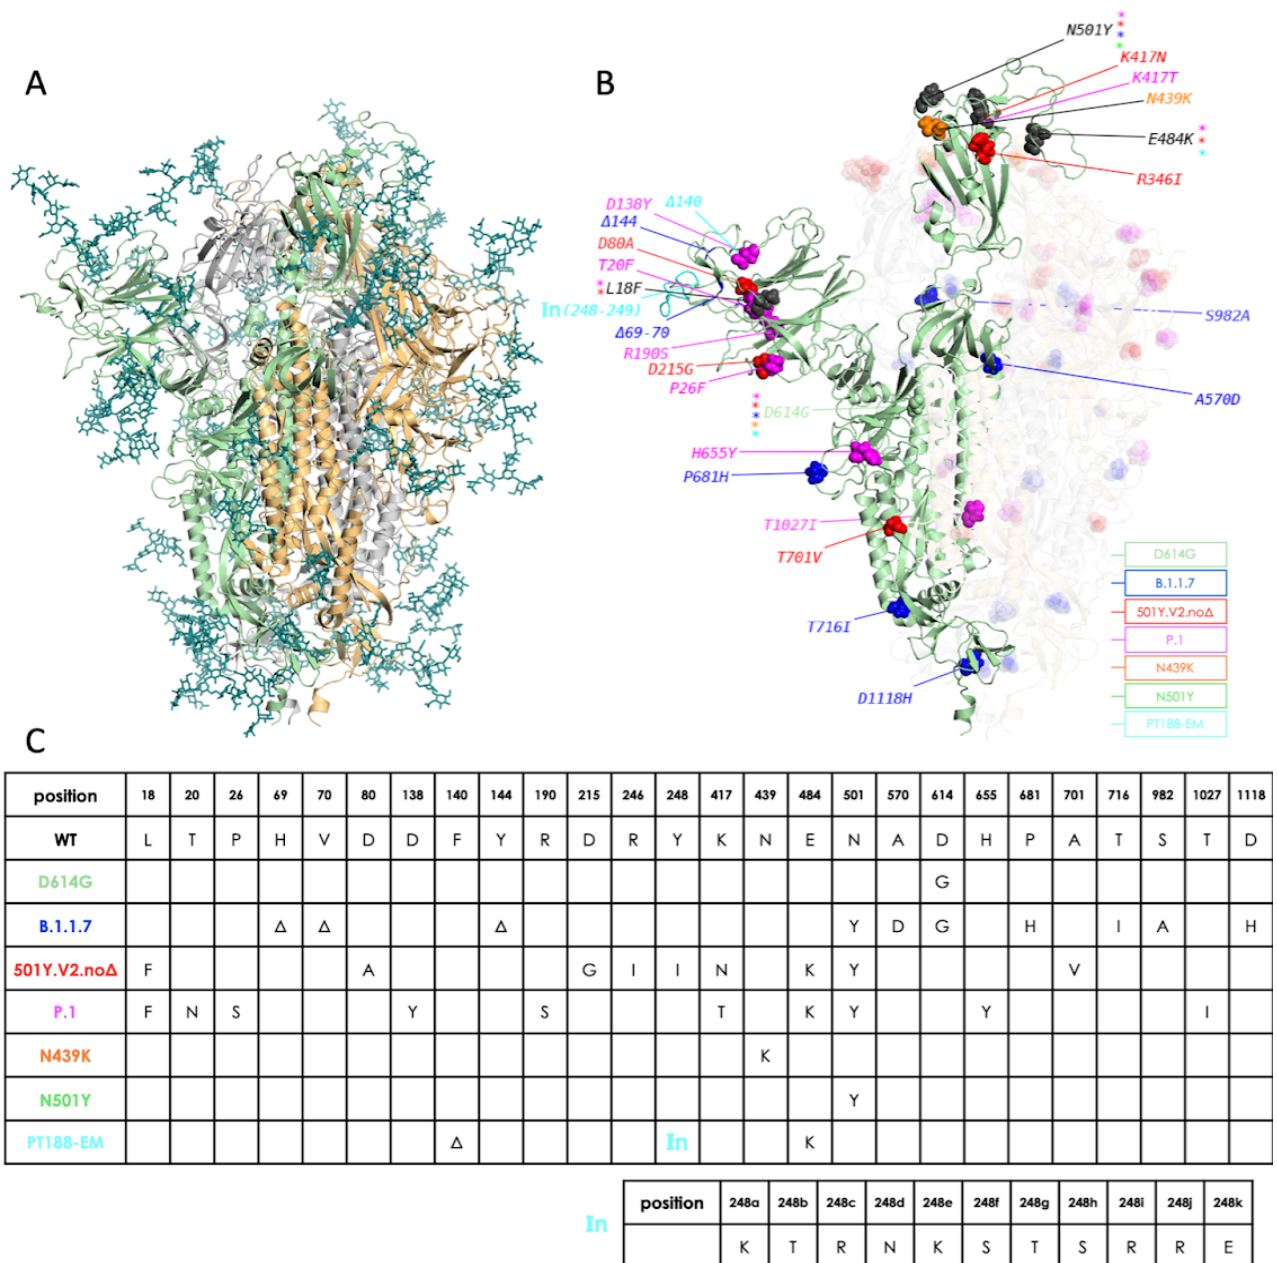 A
B
N501Y
*
*
*
*
K417N
K417T
N439K
E484K
*
*
*
R346I
D138Y Δ140
Δ144
D80A
T20F
*
*
L18F
In(248-249)
Δ69-70
R190S
D215G
P26F
*
*
*
*
*
D614G
S982A
A570D
H655Y
P681H
T1027I
T701V
T716I
D1118H
D614G
B.1.1.7
501Y.V2.noΔ
P.1
N439K
N501Y
PT188-EM
C
position 18 20 26 69 70 80 138 140 144 190 215 246 248 417 439 484 501 570 614 655 681 701 716 982 1027 1118
WT L T P H V D D F Y R D R Y K N E N A D H P A T S T D
D614G G
B.1.1.7 Δ Δ Δ Y D G H I A H
501Y.V2.noΔ F A G I I N K Y V
P.1 F N S Y S T K Y Y I
N439K K
N501Y Y
PT188-EM Δ In K
In
position 248a 248b 248c 248d 248e 248f 248g 248h 248i 248j 248k
K T R N K S T S R R E